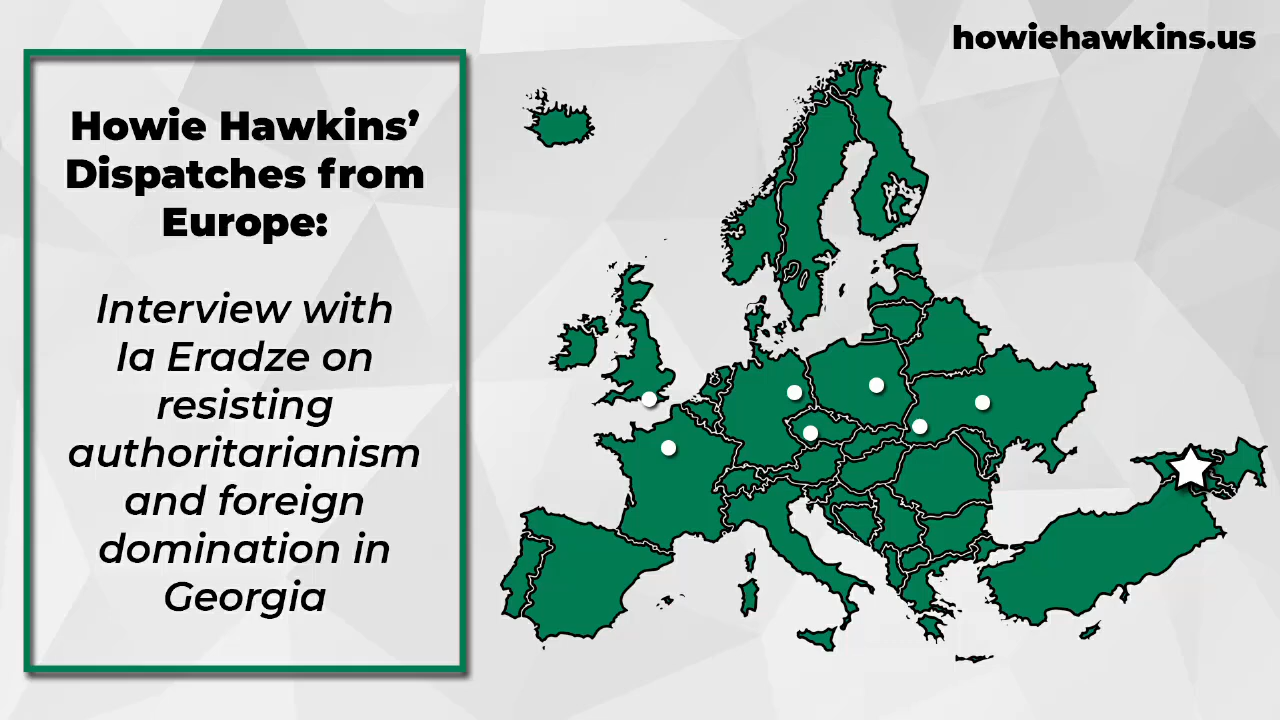 howiehawkins.us
Howie Hawkins’
Dispatches from
Europe:
Interview with
Ia Eradze on
resisting
authoritarianism
and foreign
domination in
Georgia